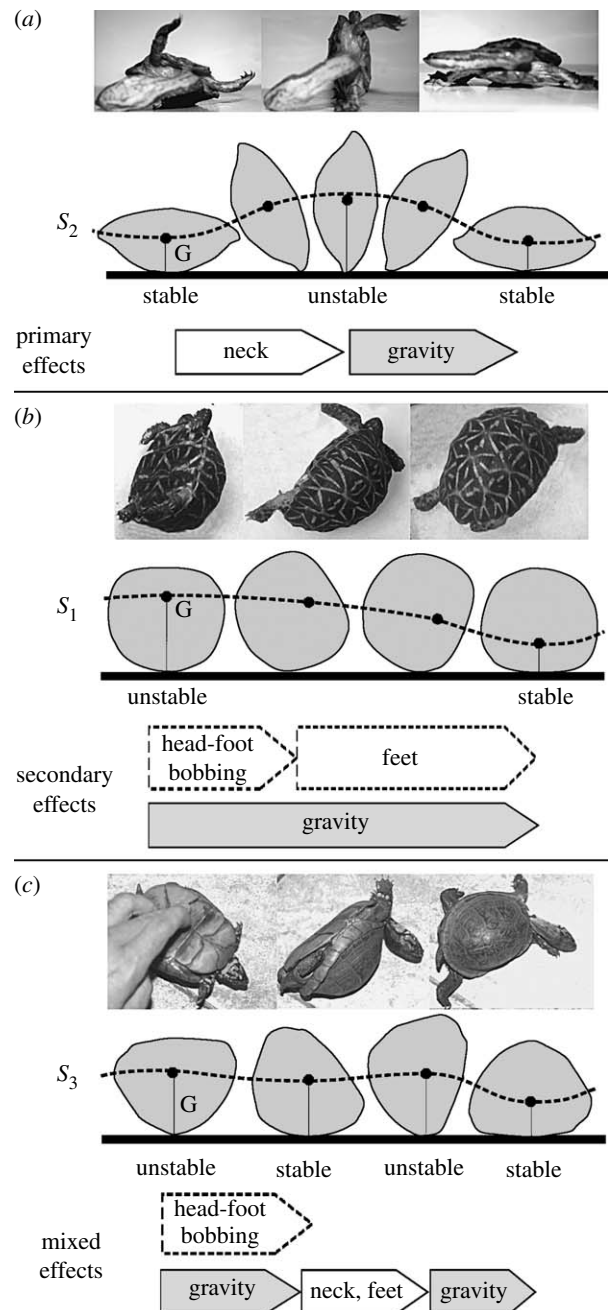 (a)
S2
G
stable unstable stable
primary
effects
neck gravity
(b)
S1
G
unstable stable
secondary
effects
head-foot
bobbing
feet
gravity
(c)
S3
G
unstable stable unstable stable
mixed
effects
head-foot
bobbing
gravity neck, feet gravity